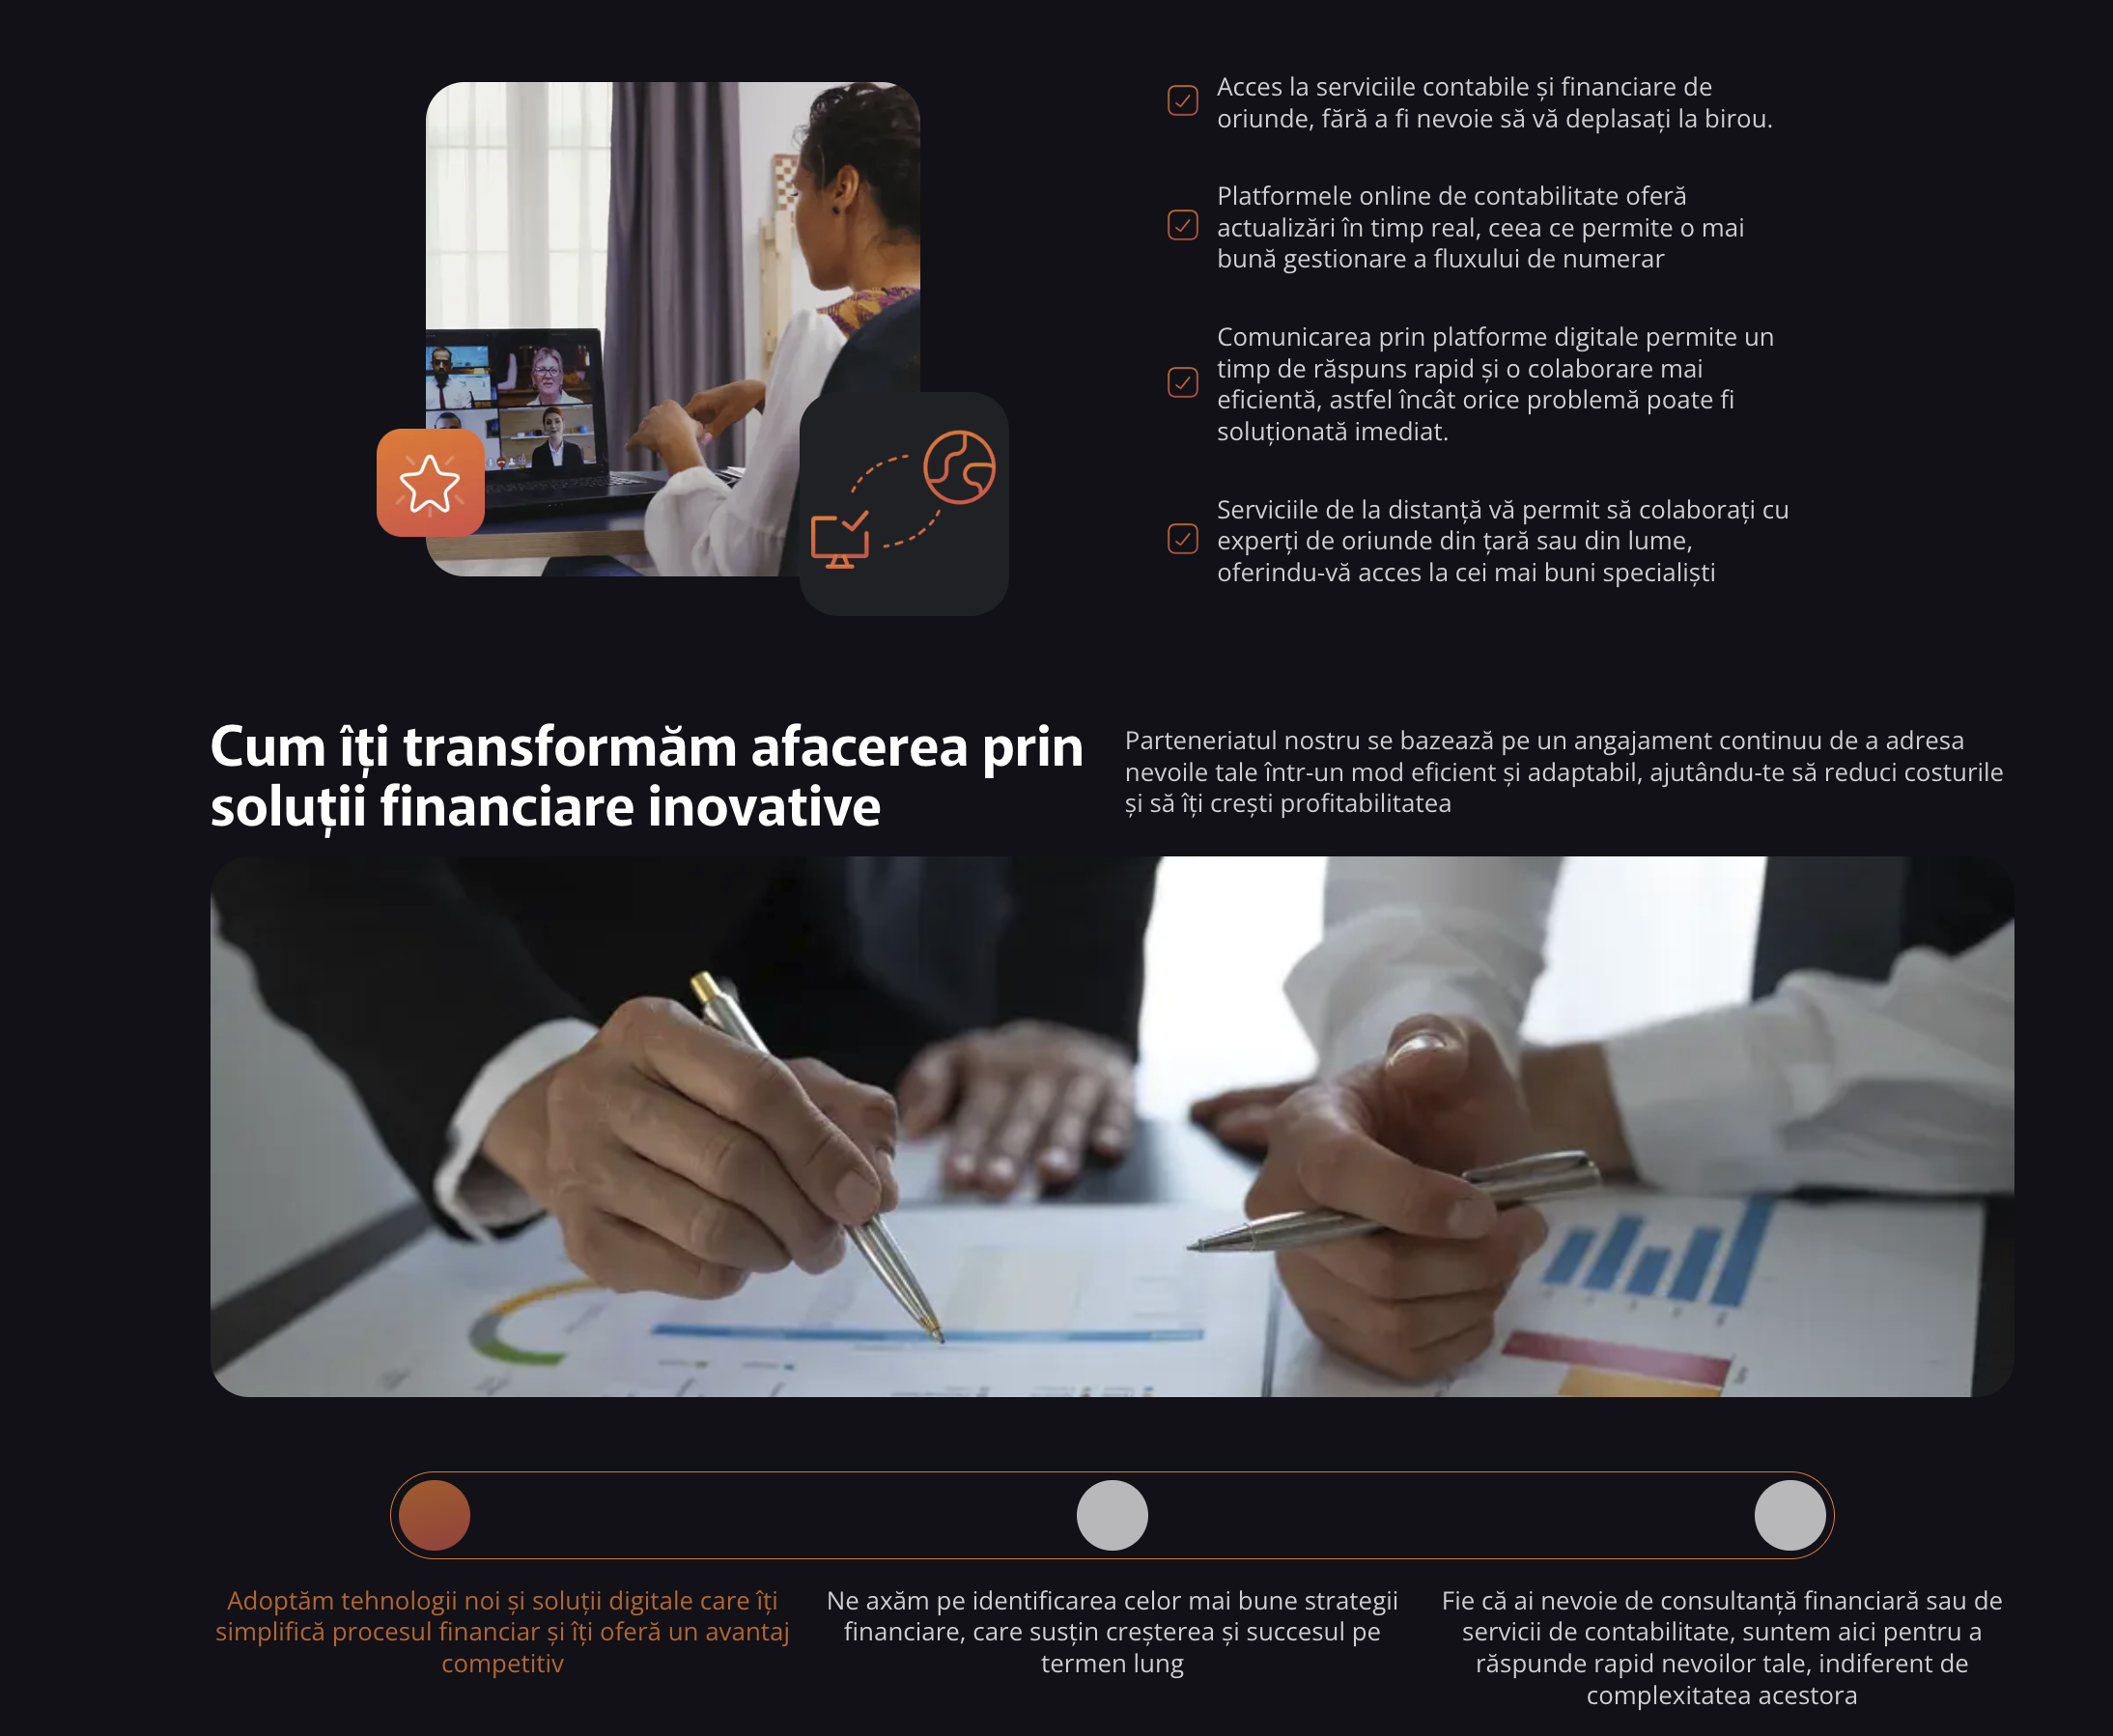 Acces la serviciile contabile și financiare de
oriunde, fără a fi nevoie să vă deplasați la birou.
Platformele online de contabilitate oferă
actualizări în timp real, ceea ce permite o mai
bună gestionare a fluxului de numerar
Comunicarea prin platforme digitale permite un
timp de răspuns rapid și o colaborare mai
eficientă, astfel încât orice problemă poate fi
soluționată imediat.
Serviciile de la distanță vă permit să colaborați cu
experți de oriunde din țară sau din lume,
oferindu-vă acces la cei mai buni specialiști
Cum îți transformăm afacerea prin
soluții financiare inovative
Parteneriatul nostru se bazează pe un angajament continuu de a adresa
nevoile tale într-un mod eficient și adaptabil, ajutându-te să reduci costurile
și să îți crești profitabilitatea
Adoptăm tehnologii noi și soluții digitale care îți
simplifică procesul financiar și îți oferă un avantaj
competitiv
Ne axăm pe identificarea celor mai bune strategii
financiare, care susțin creșterea și succesul pe
termen lung
Fie că ai nevoie de consultanță financiară sau de
servicii de contabilitate, suntem aici pentru a
răspunde rapid nevoilor tale, indiferent de
complexitatea acestora